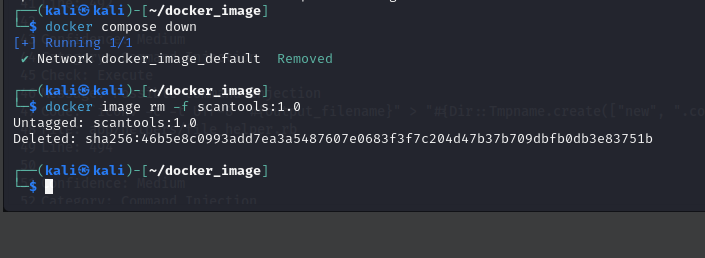 ┌──(kali㉿kali)-[~/docker_image]
└─$ docker compose down
[+] Running 1/1
✔ Network docker_image_default  Removed
┌──(kali㉿kali)-[~/docker_image]
└─$ docker image rm -f scantools:1.0
Untagged: scantools:1.0
Deleted: sha256:46b5e8c0993add7ea3a5487607e0683f3f7c204d47b37b709dbfb0db3e83751b
┌──(kali㉿kali)-[~/docker_image]
└─$